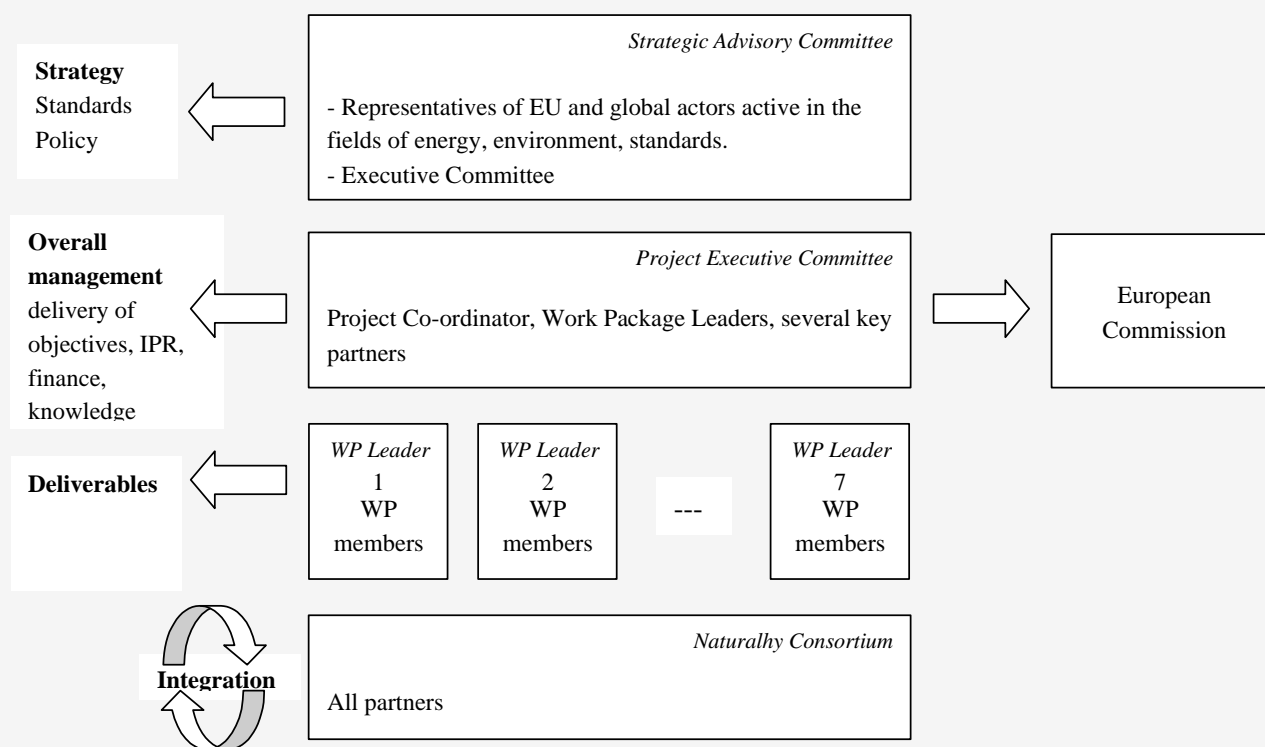 Strategic Advisory Committee
Strategy
Standards
Policy
- Representatives of EU and global actors active in the
fields of energy, environment, standards.
- Executive Committee
Overall
management
delivery of
objectives, IPR,
finance,
knowledge
Project Executive Committee
Project Co-ordinator, Work Package Leaders, several key
partners
European
Commission
Deliverables
WP Leader
1
WP
members
WP Leader
2
WP
members
---
WP Leader
7
WP
members
Integration
Naturalhy Consortium
All partners